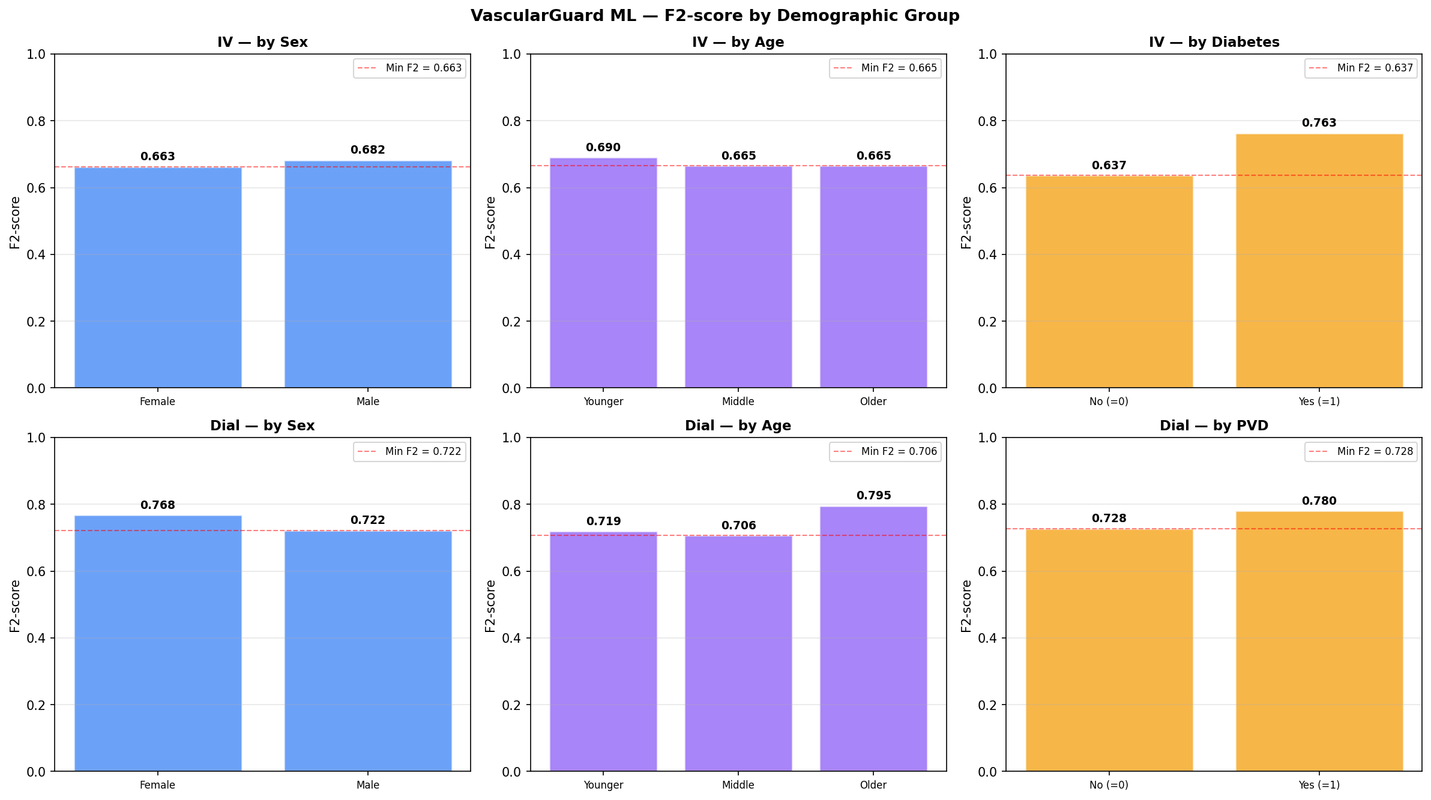 VascularGuard ML — F2-score by Demographic Group
IV — by Sex
1.0
0.8
0.6
0.4
0.2
0.0
F2-score
Min F2 = 0.663
0.663
0.682
Female
Male
IV — by Age
1.0
0.8
0.6
0.4
0.2
0.0
F2-score
Min F2 = 0.665
0.690
0.665
0.665
Younger
Middle
Older
IV — by Diabetes
1.0
0.8
0.6
0.4
0.2
0.0
F2-score
Min F2 = 0.637
0.637
0.763
No (=0)
Yes (=1)
Dial — by Sex
1.0
0.8
0.6
0.4
0.2
0.0
F2-score
Min F2 = 0.722
0.768
0.722
Female
Male
Dial — by Age
1.0
0.8
0.6
0.4
0.2
0.0
F2-score
Min F2 = 0.706
0.719
0.706
0.795
Younger
Middle
Older
Dial — by PVD
1.0
0.8
0.6
0.4
0.2
0.0
F2-score
Min F2 = 0.728
0.728
0.780
No (=0)
Yes (=1)